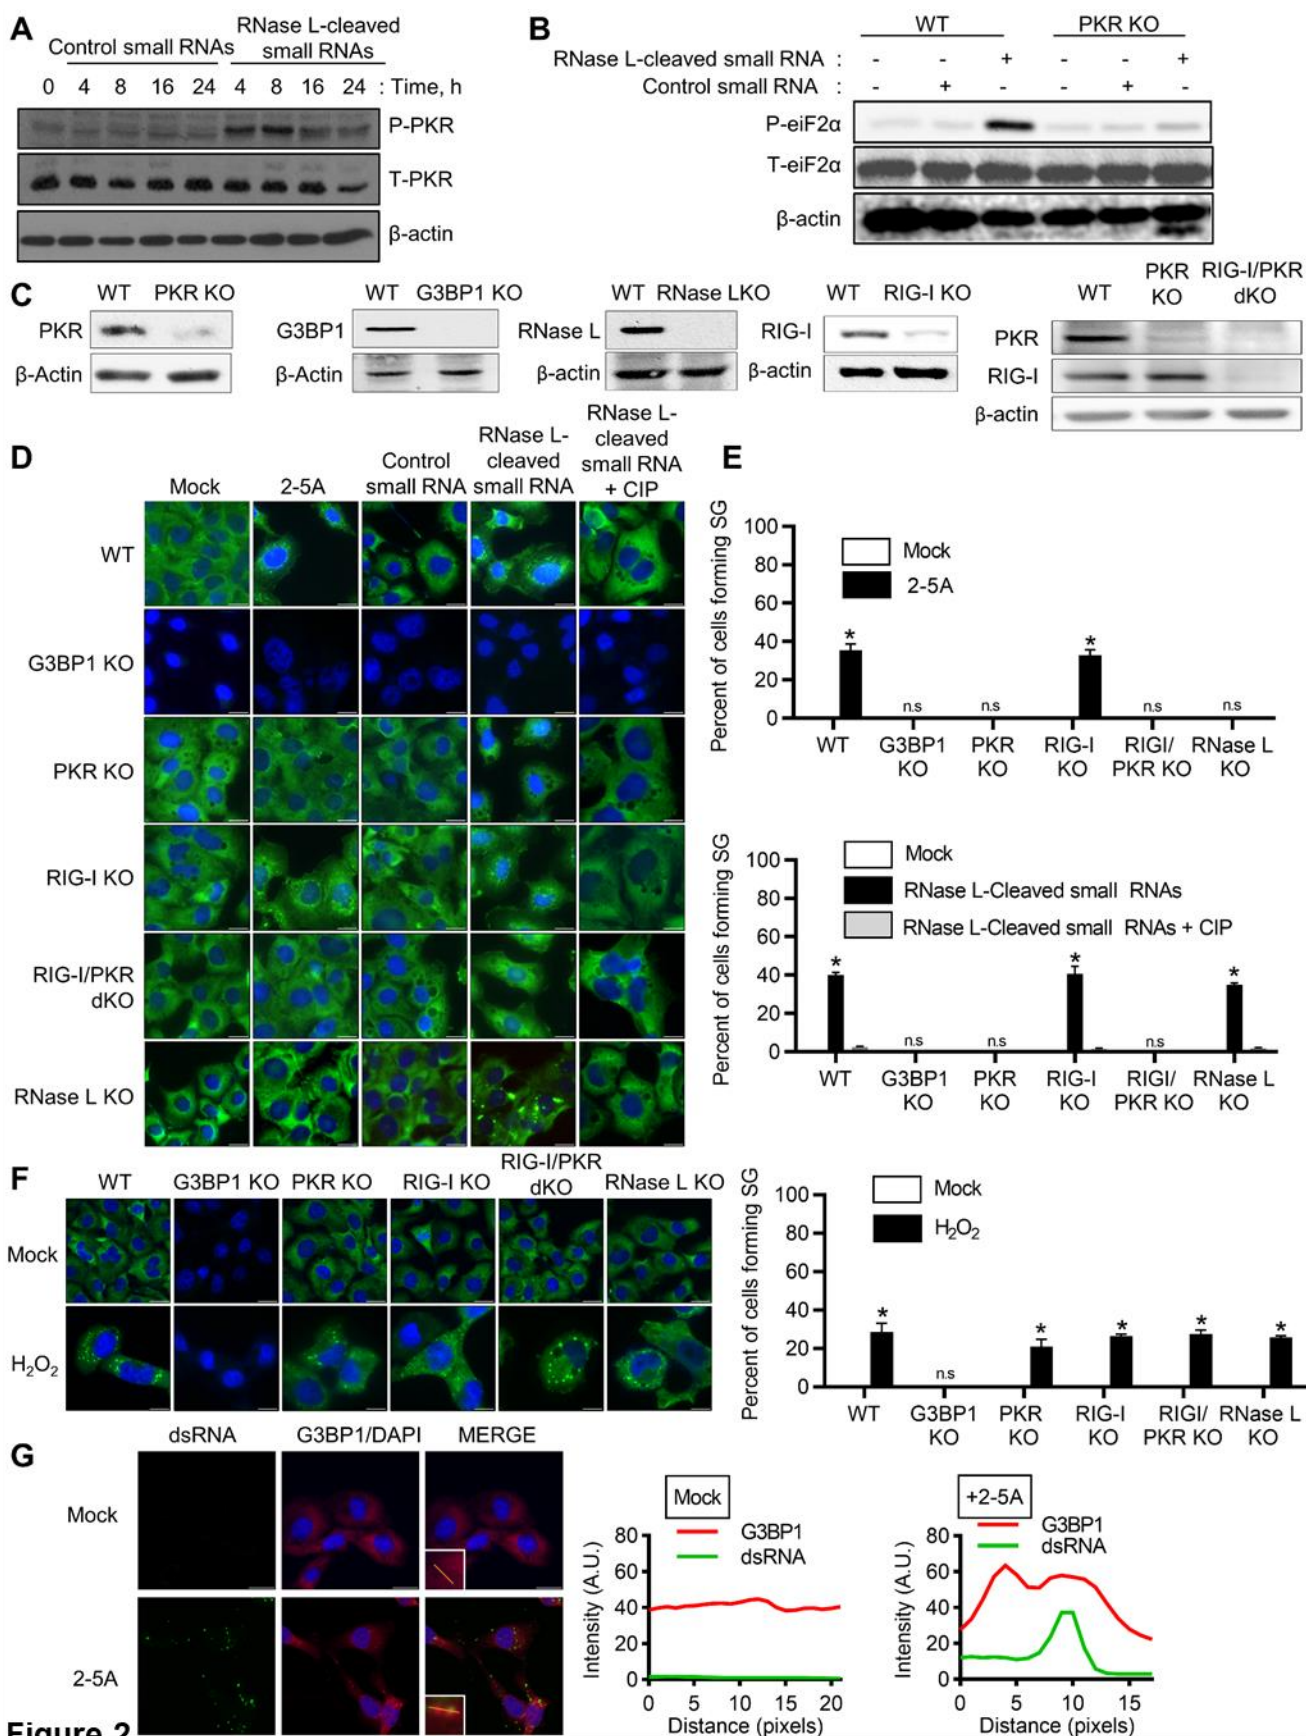 A
Control small RNAs
RNase L-cleaved
small RNAs
0 4 8 16 24 4 8 16 24 : Time, h
P-PKR
T-PKR
β-actin
B
WT PKR KO
RNase L-cleaved small RNA : - - + - - +
Control small RNA : - + - - + -
P-eiF2α
T-eiF2α
β-actin
C
WT PKR KO
PKR
β-Actin
WT G3BP1 KO
G3BP1
β-Actin
WT RNase LKO
RNase L
β-actin
WT RIG-I KO
RIG-I
β-actin
WT PKR KO RIG-I/PKR dKO
PKR
RIG-I
β-actin
D
Mock
2-5A
Control
small RNA
RNase L-
cleaved
small RNA
RNase L-
cleaved
small RNA
+ CIP
WT
G3BP1 KO
PKR KO
RIG-I KO
RIG-I/PKR
dKO
RNase L KO
E
Percent of cells forming SG
100
80
60
40
20
0
Mock
2-5A
* n.s n.s * n.s n.s
WT G3BP1 KO PKR KO RIG-I KO RIGI/ PKR KO RNase L KO
Percent of cells forming SG
100
80
60
40
20
0
Mock
RNase L-Cleaved small RNAs
RNase L-Cleaved small RNAs + CIP
* n.s n.s * n.s *
WT G3BP1 KO PKR KO RIG-I KO RIGI/ PKR KO RNase L KO
F
WT G3BP1 KO PKR KO RIG-I KO RIG-I/PKR dKO RNase L KO
Mock
H₂O₂
Percent of cells forming SG
100
80
60
40
20
0
Mock
H₂O₂
* n.s * * * *
WT G3BP1 KO PKR KO RIG-I KO RIGI/ PKR KO RNase L KO
G
dsRNA G3BP1/DAPI MERGE
Mock
2-5A
Mock
G3BP1
dsRNA
Intensity (A.U.)
80
60
40
20
0
0 5 10 15 20
Distance (pixels)
+2-5A
G3BP1
dsRNA
Intensity (A.U.)
80
60
40
20
0
0 5 10 15
Distance (pixels)
Figure 2